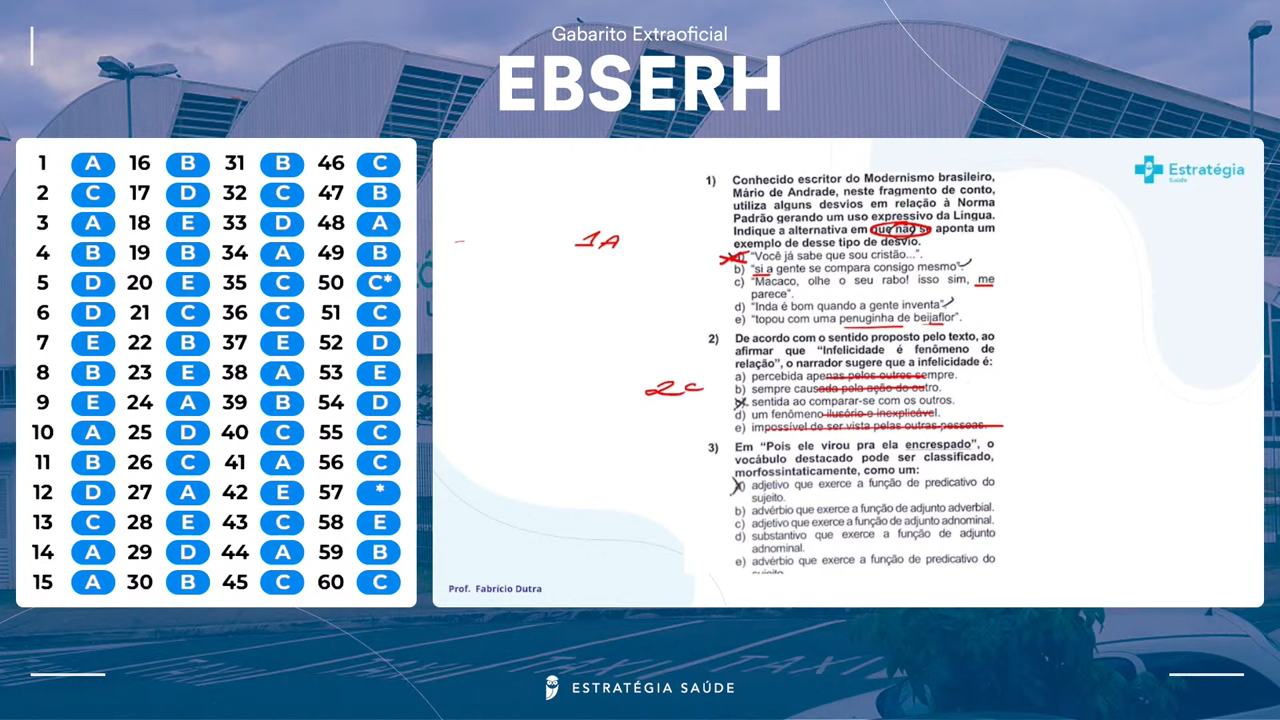 Gabarito Extraoficial
EBSERH
1 A 16 B 31 B 46 C
2 C 17 D 32 C 47 B
3 A 18 E 33 D 48 A
4 B 19 B 34 A 49 B
5 D 20 E 35 C 50 C*
6 D 21 C 36 C 51 C
7 E 22 B 37 E 52 D
8 B 23 E 38 A 53 E
9 E 24 A 39 B 54 D
10 A 25 D 40 C 55 C
11 B 26 C 41 A 56 C
12 D 27 A 42 E 57 *
13 C 28 E 43 C 58 E
14 A 29 D 44 A 59 B
15 A 30 B 45 C 60 C
Estratégia
Saúde
1) Conhecido escritor do Modernismo brasileiro,
Mário de Andrade, neste fragmento de conto,
utiliza alguns desvios em relação à Norma
Padrão gerando um uso expressivo da Língua.
Indique a alternativa em que não se aponta um
exemplo de desse tipo de desvio.
1A
a) "Você já sabe que sou cristão...".
b) "si a gente se compara consigo mesmo".
c) "Macaco, olhe o seu rabo! isso sim, me
parece".
d) "Inda é bom quando a gente inventa".
e) "topou com uma penuginha de beijaflor".
2) De acordo com o sentido proposto pelo texto, ao
afirmar que "Infelicidade é fenômeno de
relação", o narrador sugere que a infelicidade é:
a) percebida apenas pelos outros sempre.
b) sempre causada pela ação do outro.
2c
c) sentida ao comparar-se com os outros.
d) um fenômeno ilusório e inexplicável.
e) impossível de ser vista pelas outras pessoas.
3) Em "Pois ele virou pra ela encrespado", o
vocábulo destacado pode ser classificado,
morfossintaticamente, como um:
a) adjetivo que exerce a função de predicativo do
sujeito.
b) advérbio que exerce a função de adjunto adverbial.
c) adjetivo que exerce a função de adjunto adnominal.
d) substantivo que exerce a função de adjunto
adnominal.
e) advérbio que exerce a função de predicativo do
sujeito.
Prof. Fabrício Dutra
ESTRATÉGIA SAÚDE